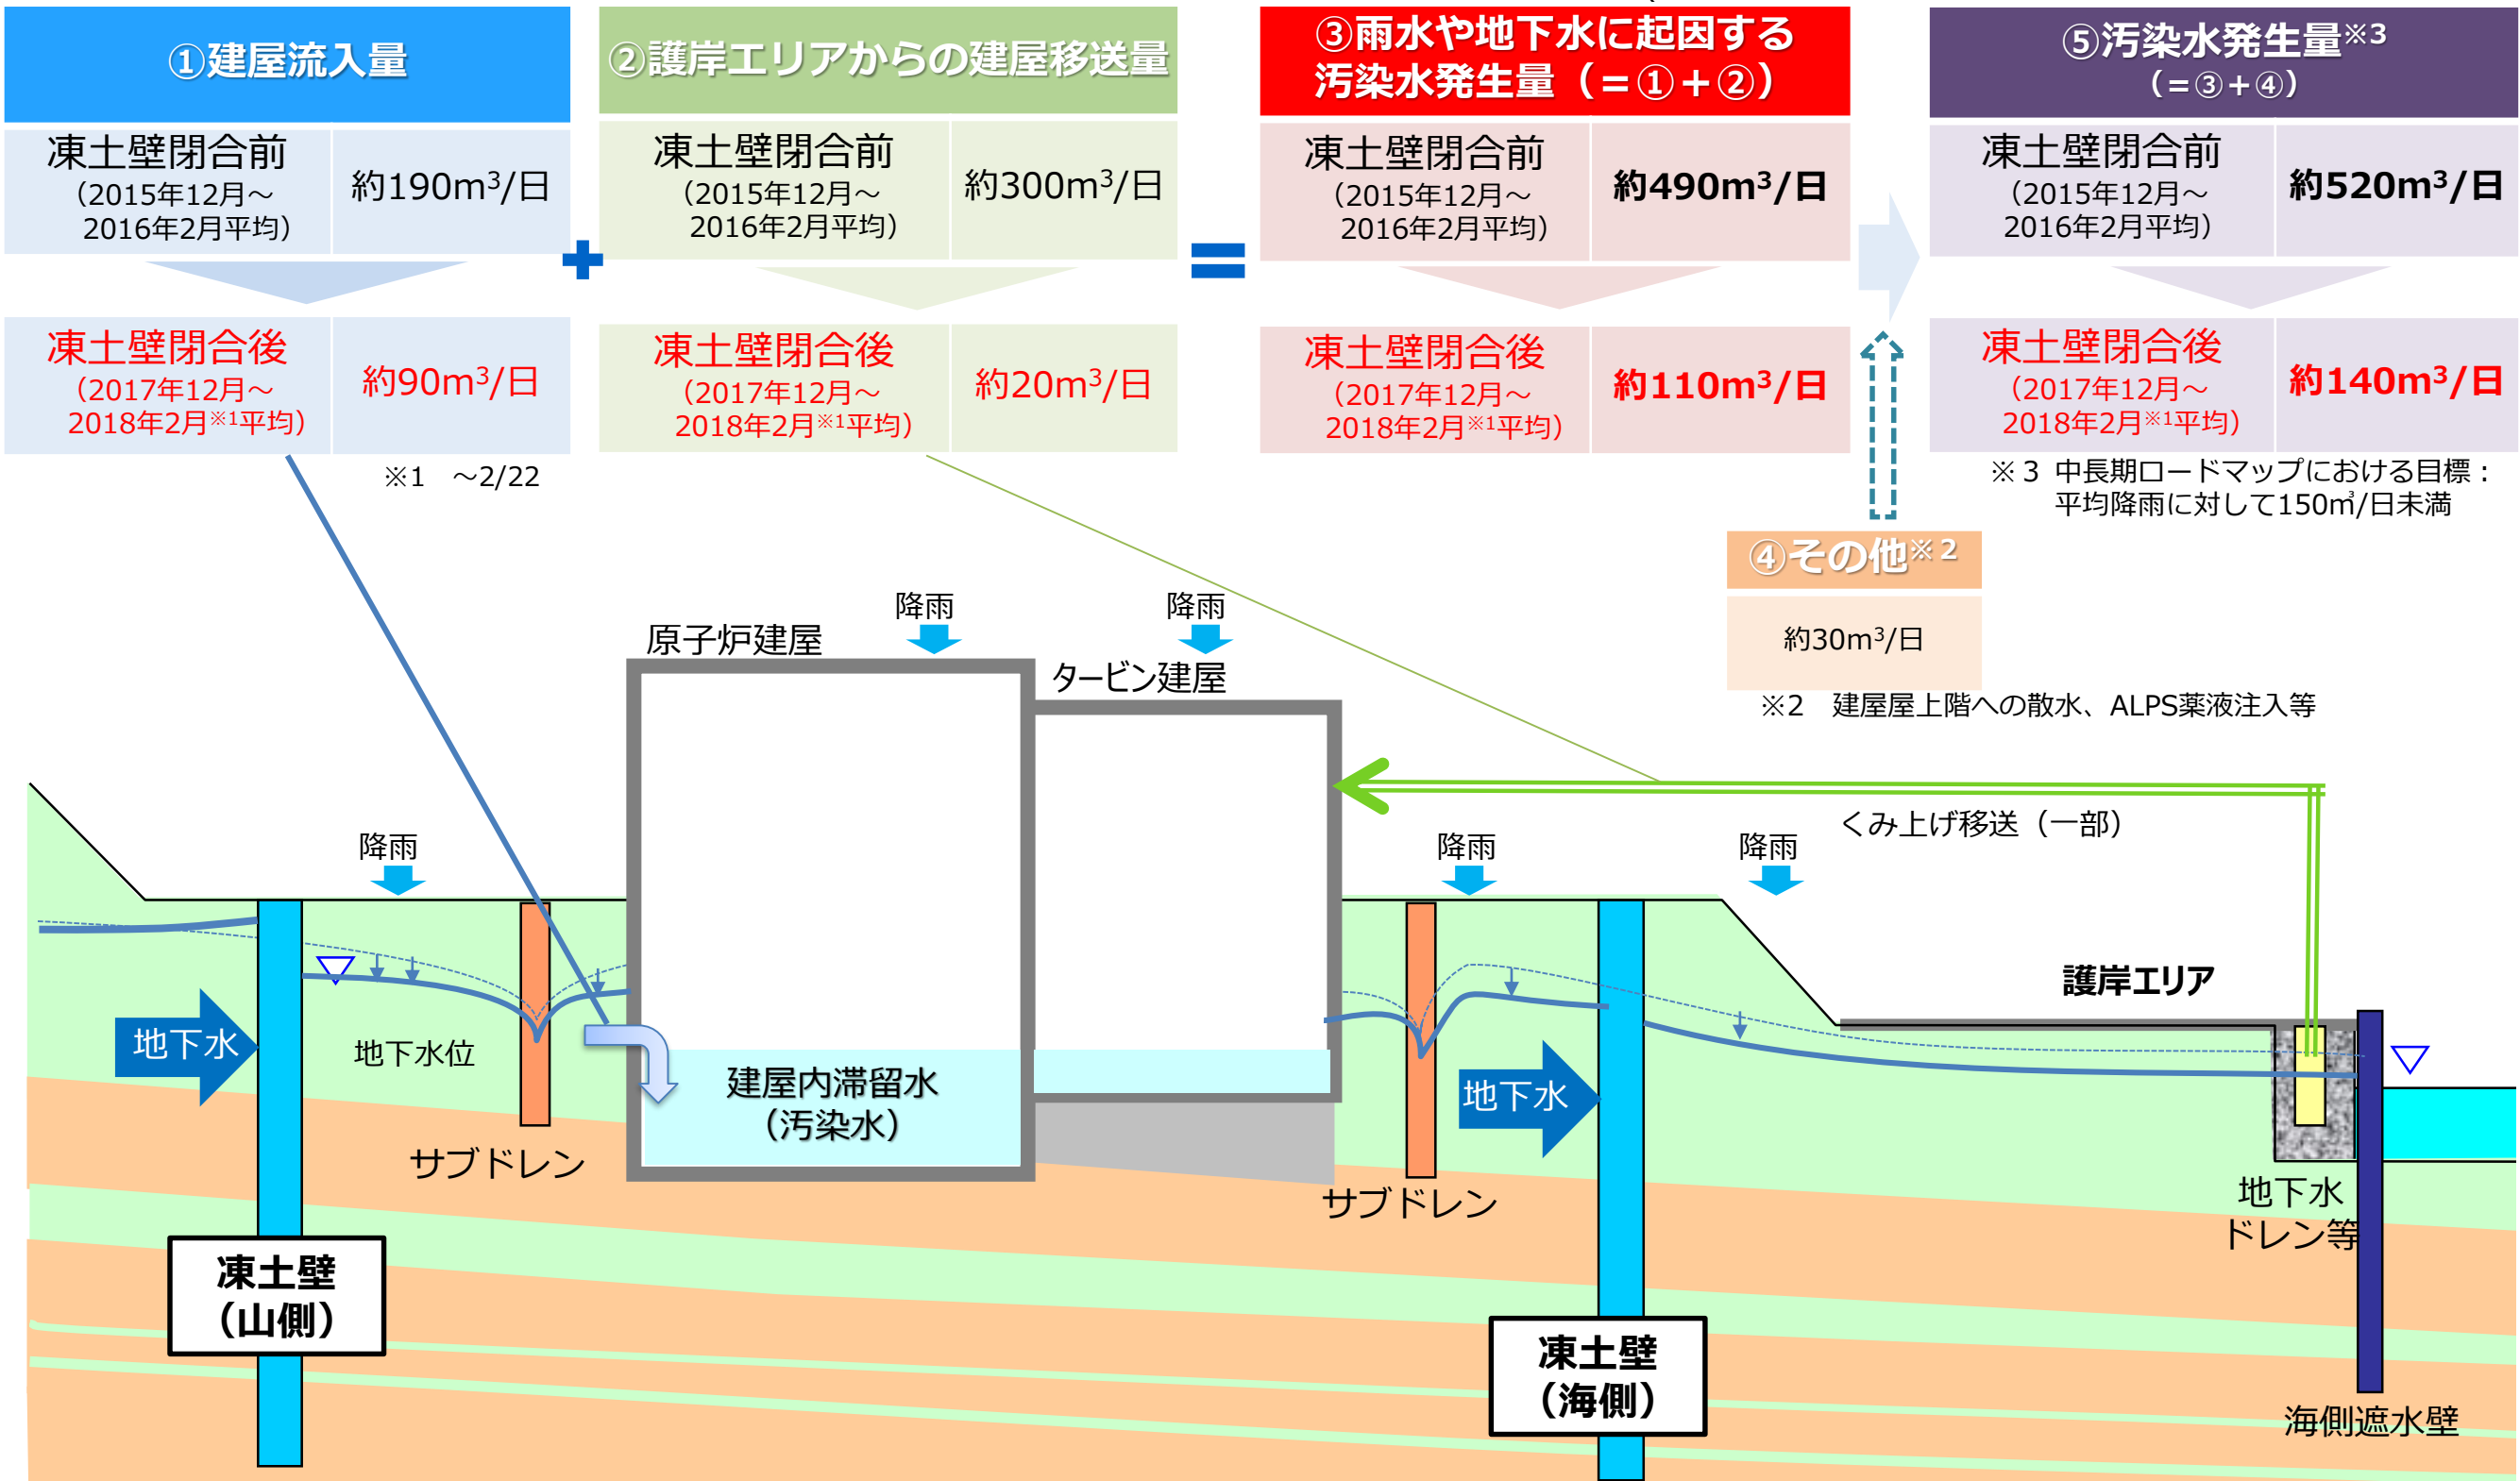 ①建屋流入量
凍土壁閉合前
（2015年12月～
2016年2月平均）
約190m³/日
凍土壁閉合後
（2017年12月～
2018年2月※1平均）
約90m³/日
※1　～2/22
＋
②護岸エリアからの建屋移送量
凍土壁閉合前
（2015年12月～
2016年2月平均）
約300m³/日
凍土壁閉合後
（2017年12月～
2018年2月※1平均）
約20m³/日
＝
③雨水や地下水に起因する
汚染水発生量（＝①＋②）
凍土壁閉合前
（2015年12月～
2016年2月平均）
約490m³/日
凍土壁閉合後
（2017年12月～
2018年2月※1平均）
約110m³/日
⑤汚染水発生量※3
（＝③＋④）
凍土壁閉合前
（2015年12月～
2016年2月平均）
約520m³/日
凍土壁閉合後
（2017年12月～
2018年2月※1平均）
約140m³/日
※３ 中長期ロードマップにおける目標：
平均降雨に対して150㎥/日未満
④その他※２
約30m³/日
※2　建屋屋上階への散水、ALPS薬液注入等
降雨
降雨
原子炉建屋
タービン建屋
くみ上げ移送（一部）
降雨
降雨
降雨
護岸エリア
地下水
地下水位
建屋内滞留水
（汚染水）
地下水
サブドレン
サブドレン
地下水
ドレン等
凍土壁
（山側）
凍土壁
（海側）
海側遮水壁